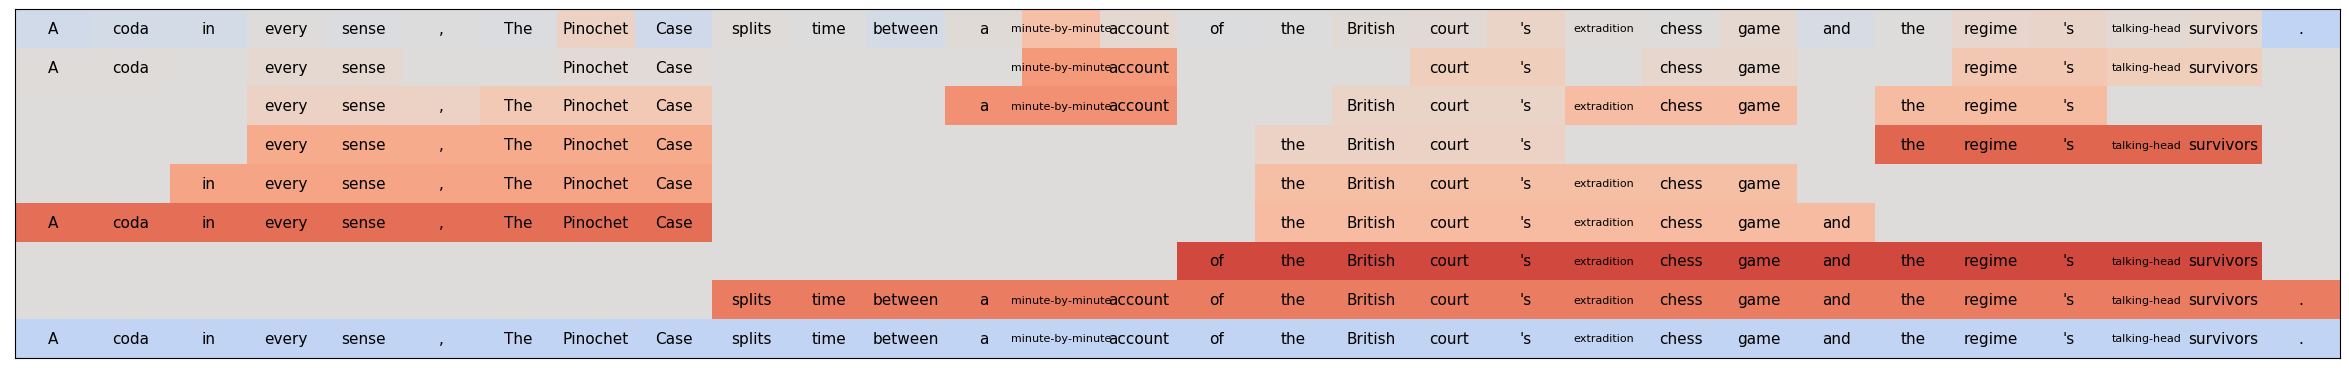 A coda in every sense , The Pinochet Case splits time between a minute-by-minute account of the British court 's extradition chess game and the regime 's talking-head survivors .
A coda every sense Pinochet Case minute-by-minute account court 's chess game regime 's talking-head survivors
every sense , The Pinochet Case a minute-by-minute account British court 's extradition chess game the regime 's
every sense , The Pinochet Case the British court 's the regime 's talking-head survivors
in every sense , The Pinochet Case the British court 's extradition chess game
A coda in every sense , The Pinochet Case the British court 's extradition chess game and
of the British court 's extradition chess game and the regime 's talking-head survivors
splits time between a minute-by-minute account of the British court 's extradition chess game and the regime 's talking-head survivors .
A coda in every sense , The Pinochet Case splits time between a minute-by-minute account of the British court 's extradition chess game and the regime 's talking-head survivors .